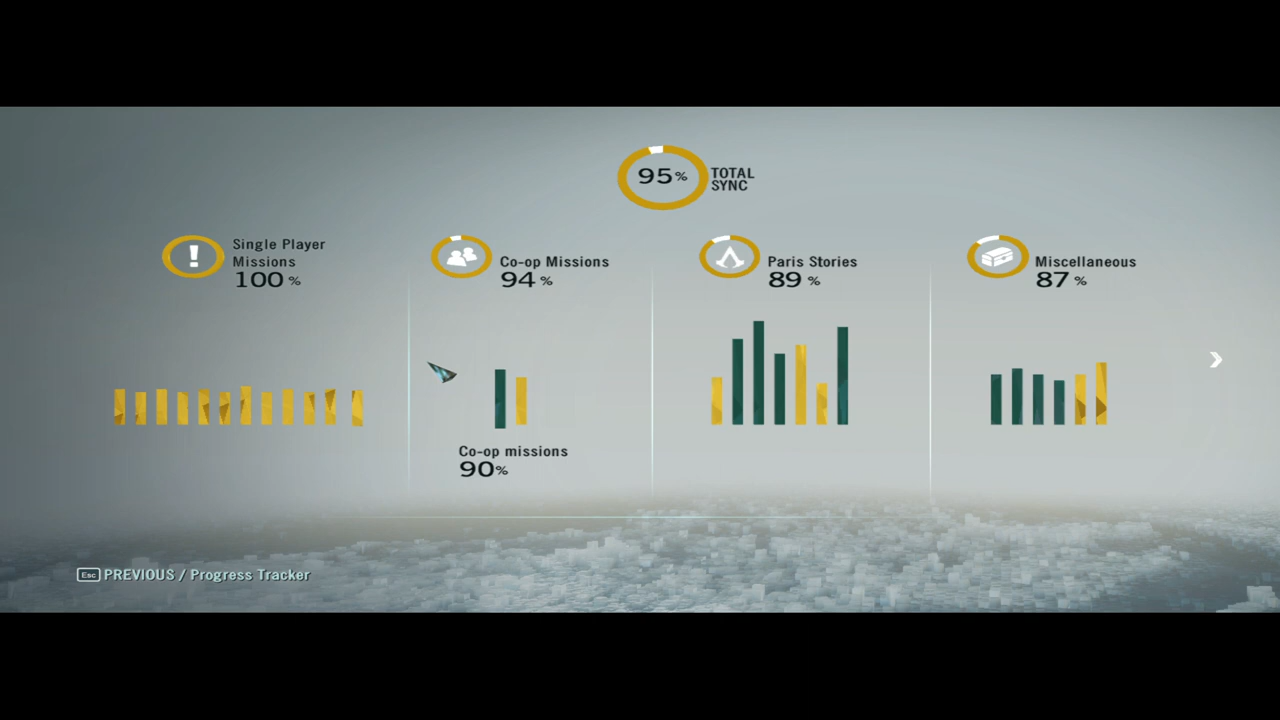 95%
TOTAL
SYNC
Single Player
Missions
100 %
Co-op Missions
94 %
Paris Stories
89 %
Miscellaneous
87 %
Co-op missions
90%
Esc PREVIOUS / Progress Tracker